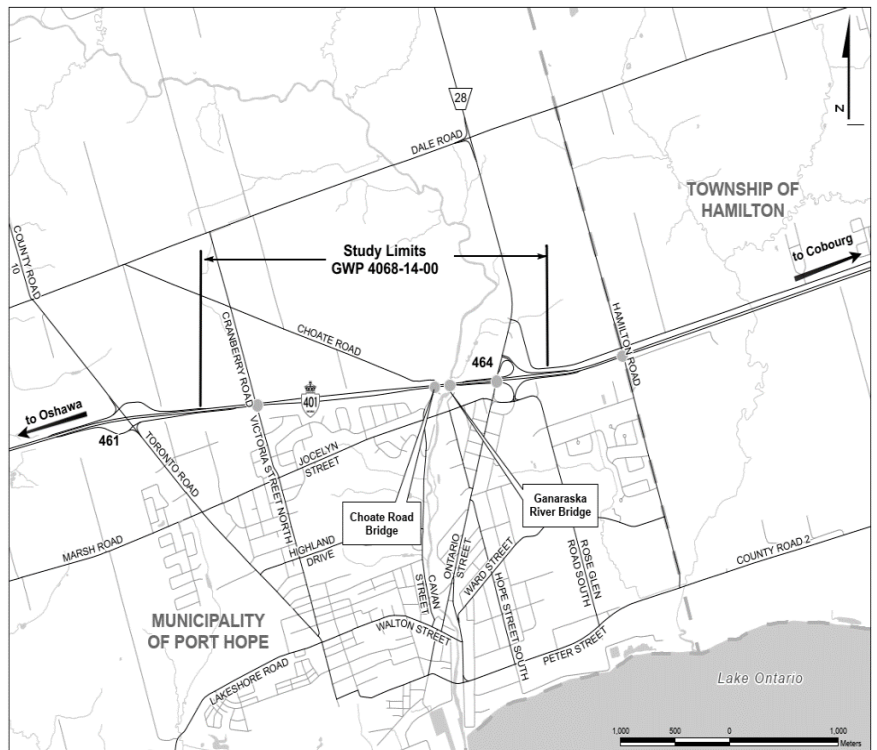 28
N
DALE ROAD
TOWNSHIP OF
HAMILTON
COUNTY ROAD
10
Study Limits
GWP 4068-14-00
to Cobourg
CHOATE ROAD
CRANBERRY ROAD
HAMILTON ROAD
464
401
to Oshawa
461
TORONTO ROAD
VICTORIA STREET NORTH
JOCELYN
STREET
Choate Road
Bridge
Ganaraska
River Bridge
MARSH ROAD
HIGHLAND
DRIVE
CAVAN
STREET
ONTARIO
STREET
WARD STREET
HOPE STREET SOUTH
ROSE GLEN
ROAD SOUTH
COUNTY ROAD 2
MUNICIPALITY
OF PORT HOPE
WALTON STREET
PETER STREET
LAKESHORE ROAD
Lake Ontario
1,000 500 0 1,000
Meters